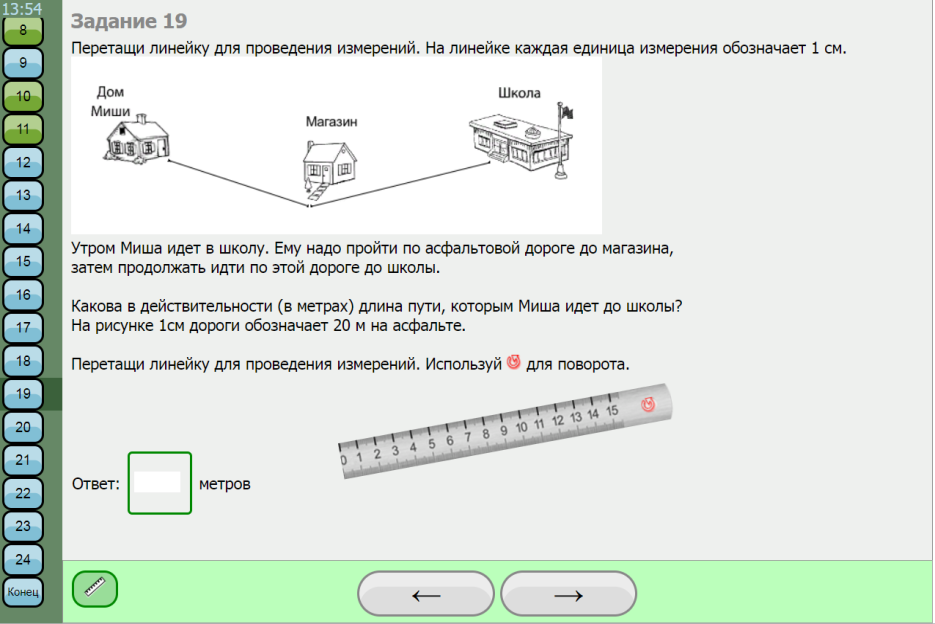 13:54
8
9
10
11
12
13
14
15
16
17
18
19
20
21
22
23
24
Конец
Задание 19
Перетащи линейку для проведения измерений. На линейке каждая единица измерения обозначает 1 см.
Дом
Миши
Магазин
Школа
Утром Миша идет в школу. Ему надо пройти по асфальтовой дороге до магазина,
затем продолжать идти по этой дороге до школы.
Какова в действительности (в метрах) длина пути, которым Миша идет до школы?
На рисунке 1см дороги обозначает 20 м на асфальте.
Перетащи линейку для проведения измерений. Используй для поворота.
0 1 2 3 4 5 6 7 8 9 10 11 12 13 14 15
Ответ: метров